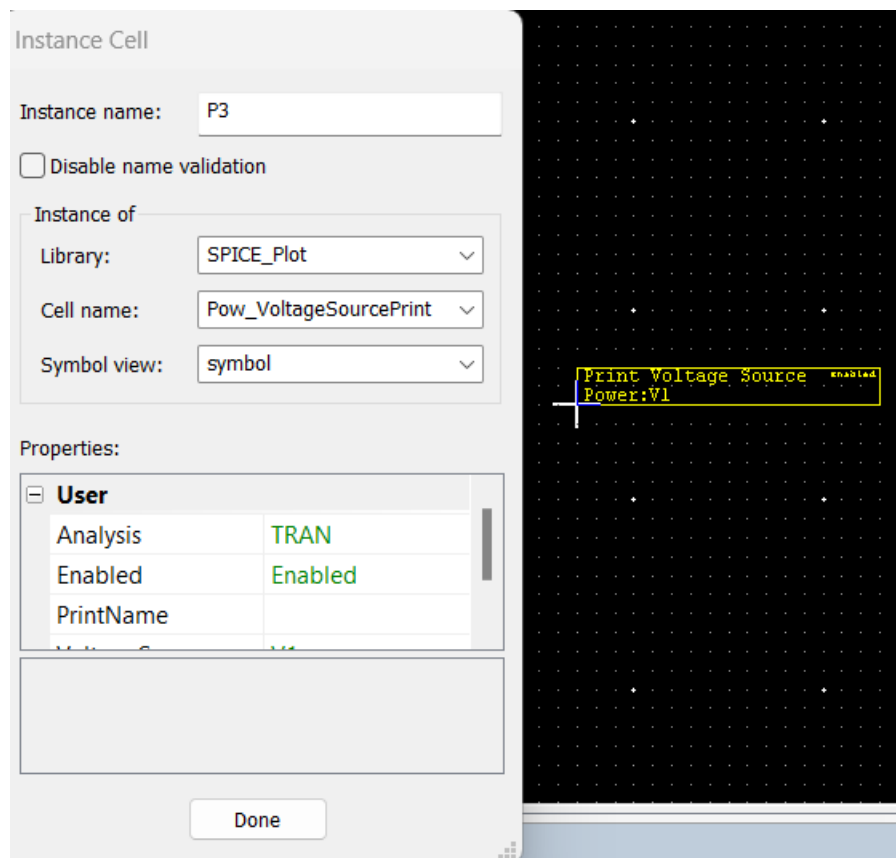 Instance Cell
Instance name: P3
Disable name validation
Instance of
Library: SPICE_Plot
Cell name: Pow_VoltageSourcePrint
Symbol view: symbol
Properties:
User
Analysis TRAN
Enabled Enabled
PrintName
Done
Print Voltage Source Enabled
Power:V1